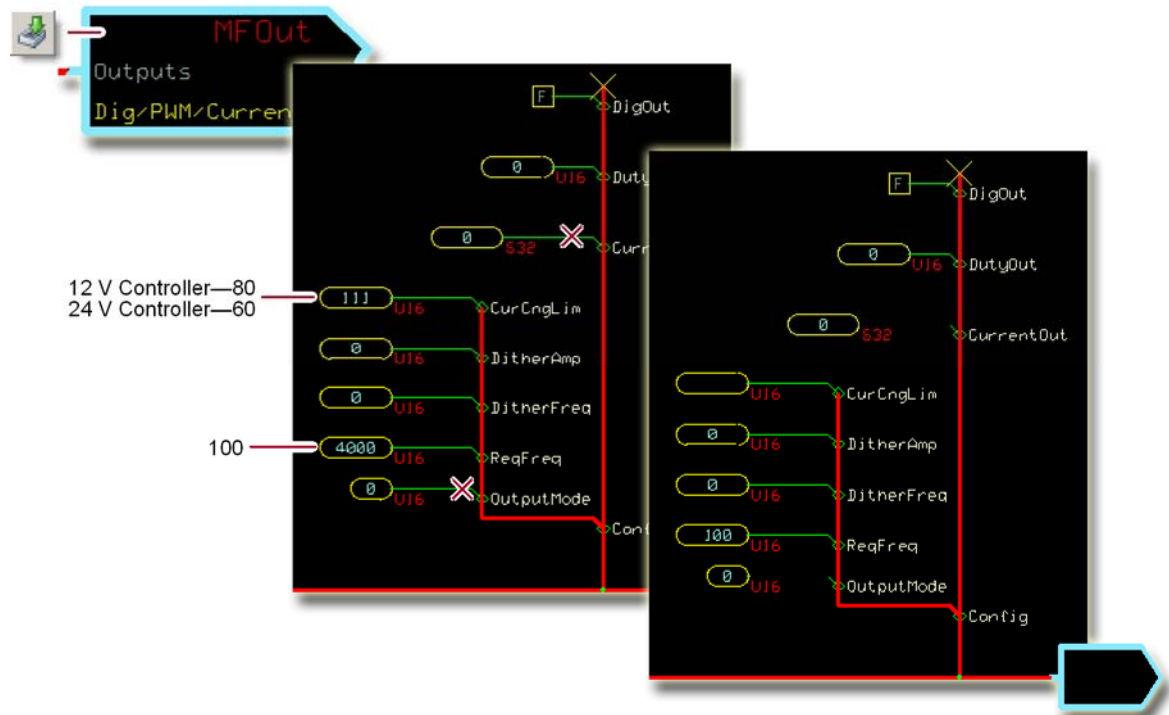 MFOut
Outputs
Dig/PWM/Curren
F
DigOut
0
U16
Duty
0
S32
Curr
12 V Controller—80
24 V Controller—60
111
U16
CurCngLim
0
U16
DitherAmp
0
U16
DitherFreq
100
4000
U16
ReqFreq
0
U16
OutputMode
Conf
F
DigOut
0
U16
DutyOut
0
S32
CurrentOut
U16
CurCngLim
0
U16
DitherAmp
0
U16
DitherFreq
100
U16
ReqFreq
0
U16
OutputMode
Config